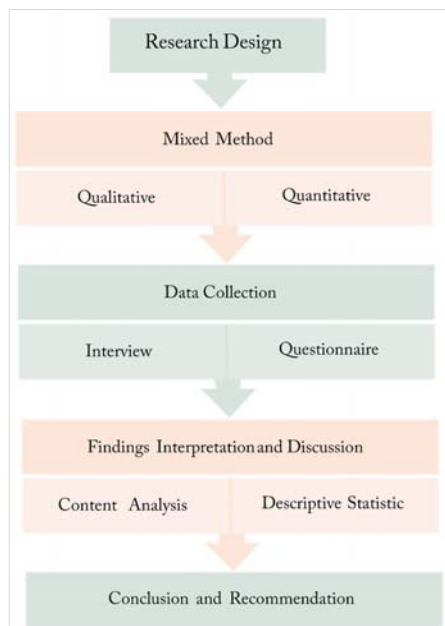 Research Design
Mixed Method
Qualitative
Quantitative
Data Collection
Interview
Questionnaire
Findings Interpretation and Discussion
Content Analysis
Descriptive Statistic
Conclusion and Recommendation